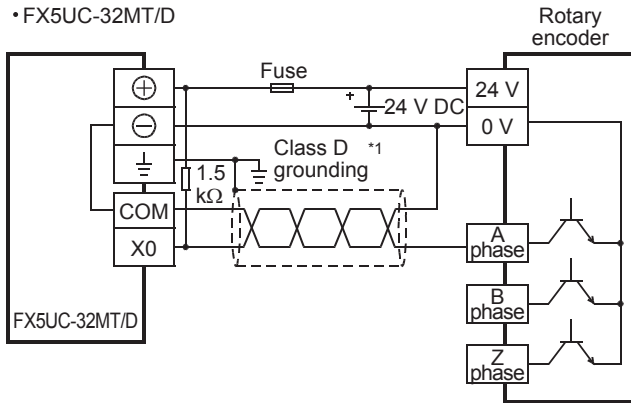 • FX5UC-32MT/D
Rotary
encoder
Fuse
24 V
+
24 V DC
0 V
Class D *1
grounding
1.5
kΩ
COM
X0
A
phase
B
phase
Z
phase
FX5UC-32MT/D